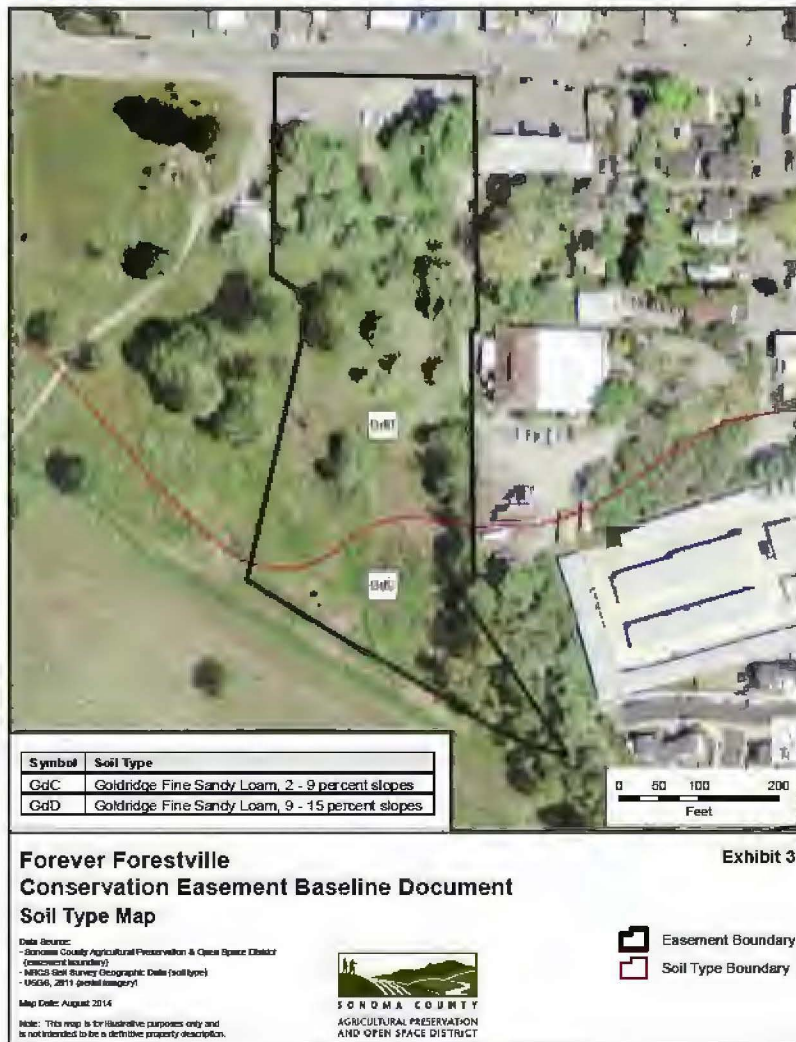 Symbol Soil Type
GdC Goldridge Fine Sandy Loam, 2 - 9 percent slopes
GdD Goldridge Fine Sandy Loam, 9 - 15 percent slopes
0 50 100 200
Feet
Forever Forestville
Conservation Easement Baseline Document
Soil Type Map
Exhibit 3
Data Source:
- Sonoma County Agricultural Preservation & Open Space District
(easement boundary)
- NRCS Soil Survey Geographic Data (soil type)
- USGS, 2011 (aerial imagery)
Map Date: August 2014
Note: This map is for illustrative purposes only and
is not intended to be a definitive property description.
SONOMA COUNTY
AGRICULTURAL PRESERVATION
AND OPEN SPACE DISTRICT
Easement Boundary
Soil Type Boundary